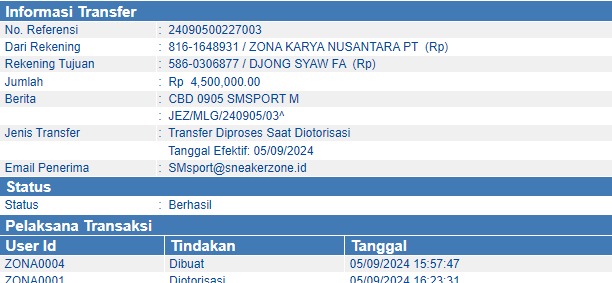 Informasi Transfer
No. Referensi : 24090500227003
Dari Rekening : 816-1648931 / ZONA KARYA NUSANTARA PT (Rp)
Rekening Tujuan : 586-0306877 / DJONG SYAW FA (Rp)
Jumlah : Rp 4,500,000.00
Berita : CBD 0905 SMSPORT M
: JEZ/MLG/240905/03^
Jenis Transfer : Transfer Diproses Saat Diotorisasi
Tanggal Efektif: 05/09/2024
Email Penerima : SMsport@sneakerzone.id
Status
Status : Berhasil
Pelaksana Transaksi
User Id Tindakan Tanggal
ZONA0004 Dibuat 05/09/2024 15:57:47
ZONA0001 Diotorisasi 05/09/2024 16:23:31